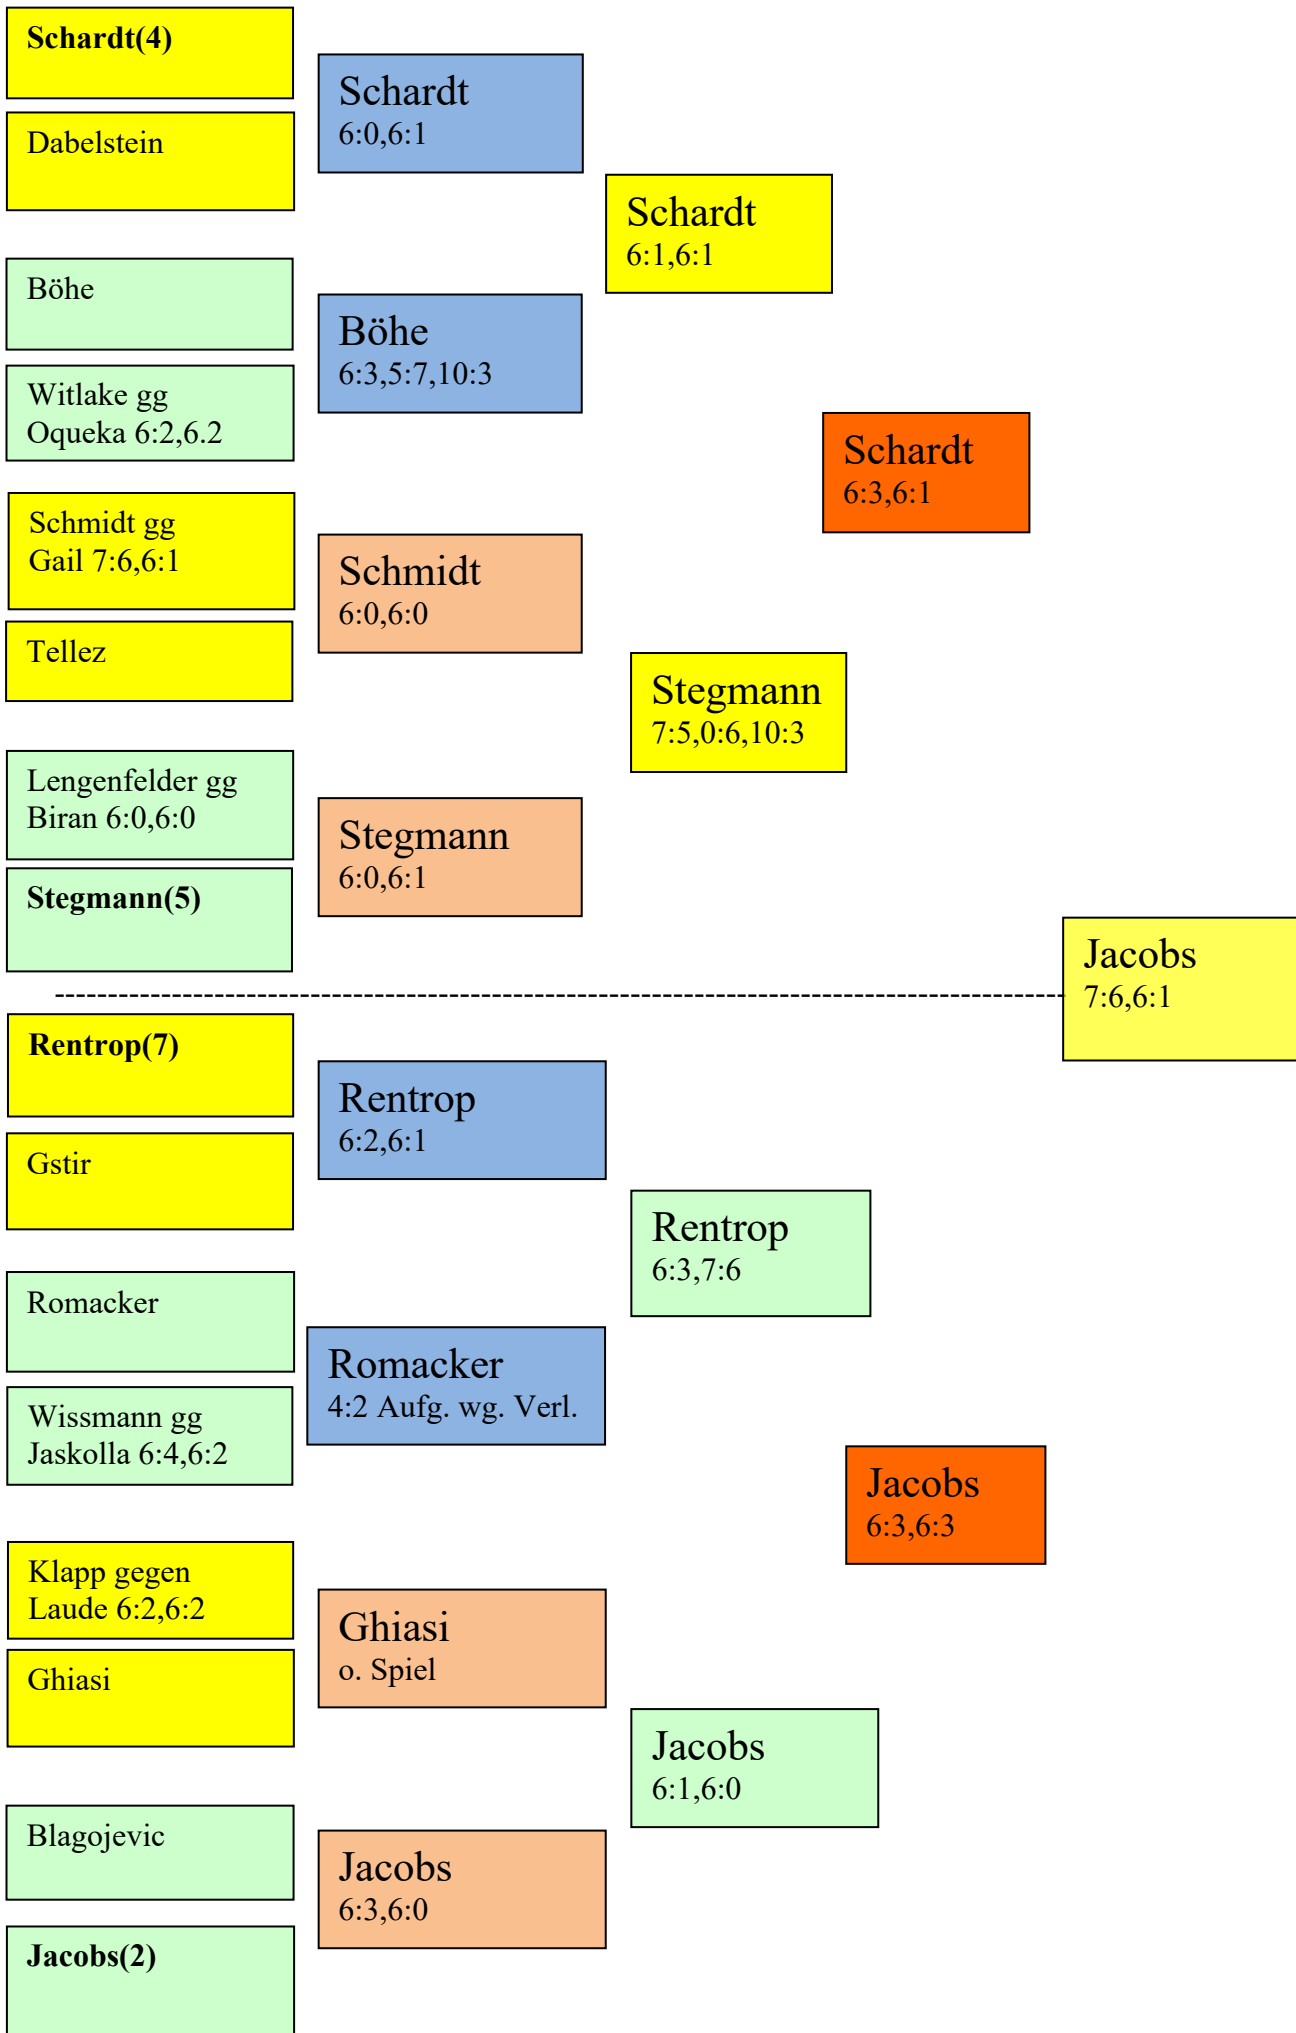 Schardt(4)
Dabelstein
Böhe
Witlake gg
Oqueka 6:2,6.2
Schmidt gg
Gail 7:6,6:1
Tellez
Lengenfelder gg
Biran 6:0,6:0
Stegmann(5)
Rentrop(7)
Gstir
Romacker
Wissmann gg
Jaskolla 6:4,6:2
Klapp gegen
Laude 6:2,6:2
Ghiasi
Blagojevic
Jacobs(2)
Schardt
6:0,6:1
Böhe
6:3,5:7,10:3
Schmidt
6:0,6:0
Stegmann
6:0,6:1
Rentrop
6:2,6:1
Romacker
4:2 Aufg. wg. Verl.
Ghiasi
o. Spiel
Jacobs
6:3,6:0
Schardt
6:1,6:1
Stegmann
7:5,0:6,10:3
Rentrop
6:3,7:6
Jacobs
6:1,6:0
Schardt
6:3,6:1
Jacobs
6:3,6:3
Jacobs
7:6,6:1